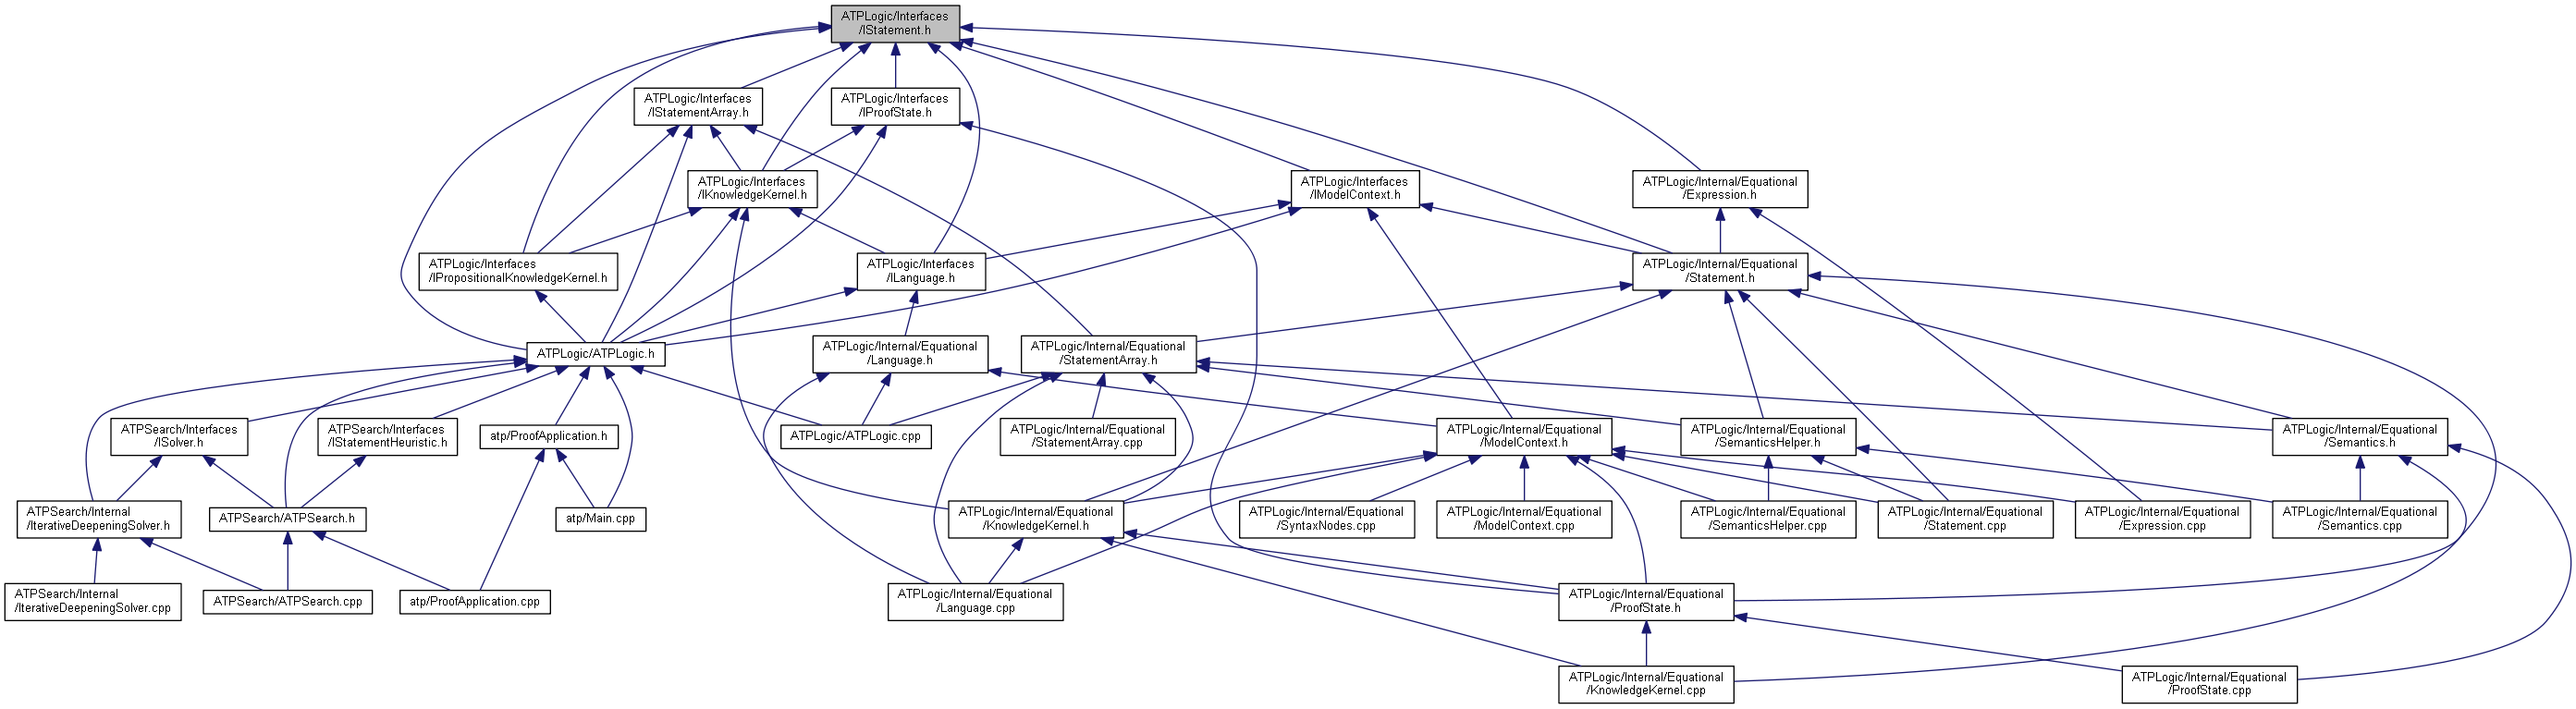 ATPLogic/Interfaces
/IStatement.h
ATPLogic/Interfaces
/IStatementArray.h
ATPLogic/Interfaces
/IProofState.h
ATPLogic/Interfaces
/IKnowledgeKernel.h
ATPLogic/Interfaces
/IModelContext.h
ATPLogic/Internal/Equational
/Expression.h
ATPLogic/Interfaces
/IPropositionalKnowledgeKernel.h
ATPLogic/Interfaces
/ILanguage.h
ATPLogic/Internal/Equational
/Statement.h
ATPLogic/ATPLogic.h
ATPLogic/Internal/Equational
/Language.h
ATPLogic/Internal/Equational
/StatementArray.h
ATPSearch/Interfaces
/ISolver.h
ATPSearch/Interfaces
/IStatementHeuristic.h
atp/ProofApplication.h
ATPLogic/ATPLogic.cpp
ATPLogic/Internal/Equational
/StatementArray.cpp
ATPLogic/Internal/Equational
/ModelContext.h
ATPLogic/Internal/Equational
/SemanticsHelper.h
ATPLogic/Internal/Equational
/Semantics.h
ATPSearch/Internal
/IterativeDeepeningSolver.h
ATPSearch/ATPSearch.h
atp/Main.cpp
ATPLogic/Internal/Equational
/KnowledgeKernel.h
ATPLogic/Internal/Equational
/SyntaxNodes.cpp
ATPLogic/Internal/Equational
/ModelContext.cpp
ATPLogic/Internal/Equational
/SemanticsHelper.cpp
ATPLogic/Internal/Equational
/Statement.cpp
ATPLogic/Internal/Equational
/Expression.cpp
ATPLogic/Internal/Equational
/Semantics.cpp
ATPSearch/Internal
/IterativeDeepeningSolver.cpp
ATPSearch/ATPSearch.cpp
atp/ProofApplication.cpp
ATPLogic/Internal/Equational
/Language.cpp
ATPLogic/Internal/Equational
/ProofState.h
ATPLogic/Internal/Equational
/KnowledgeKernel.cpp
ATPLogic/Internal/Equational
/ProofState.cpp